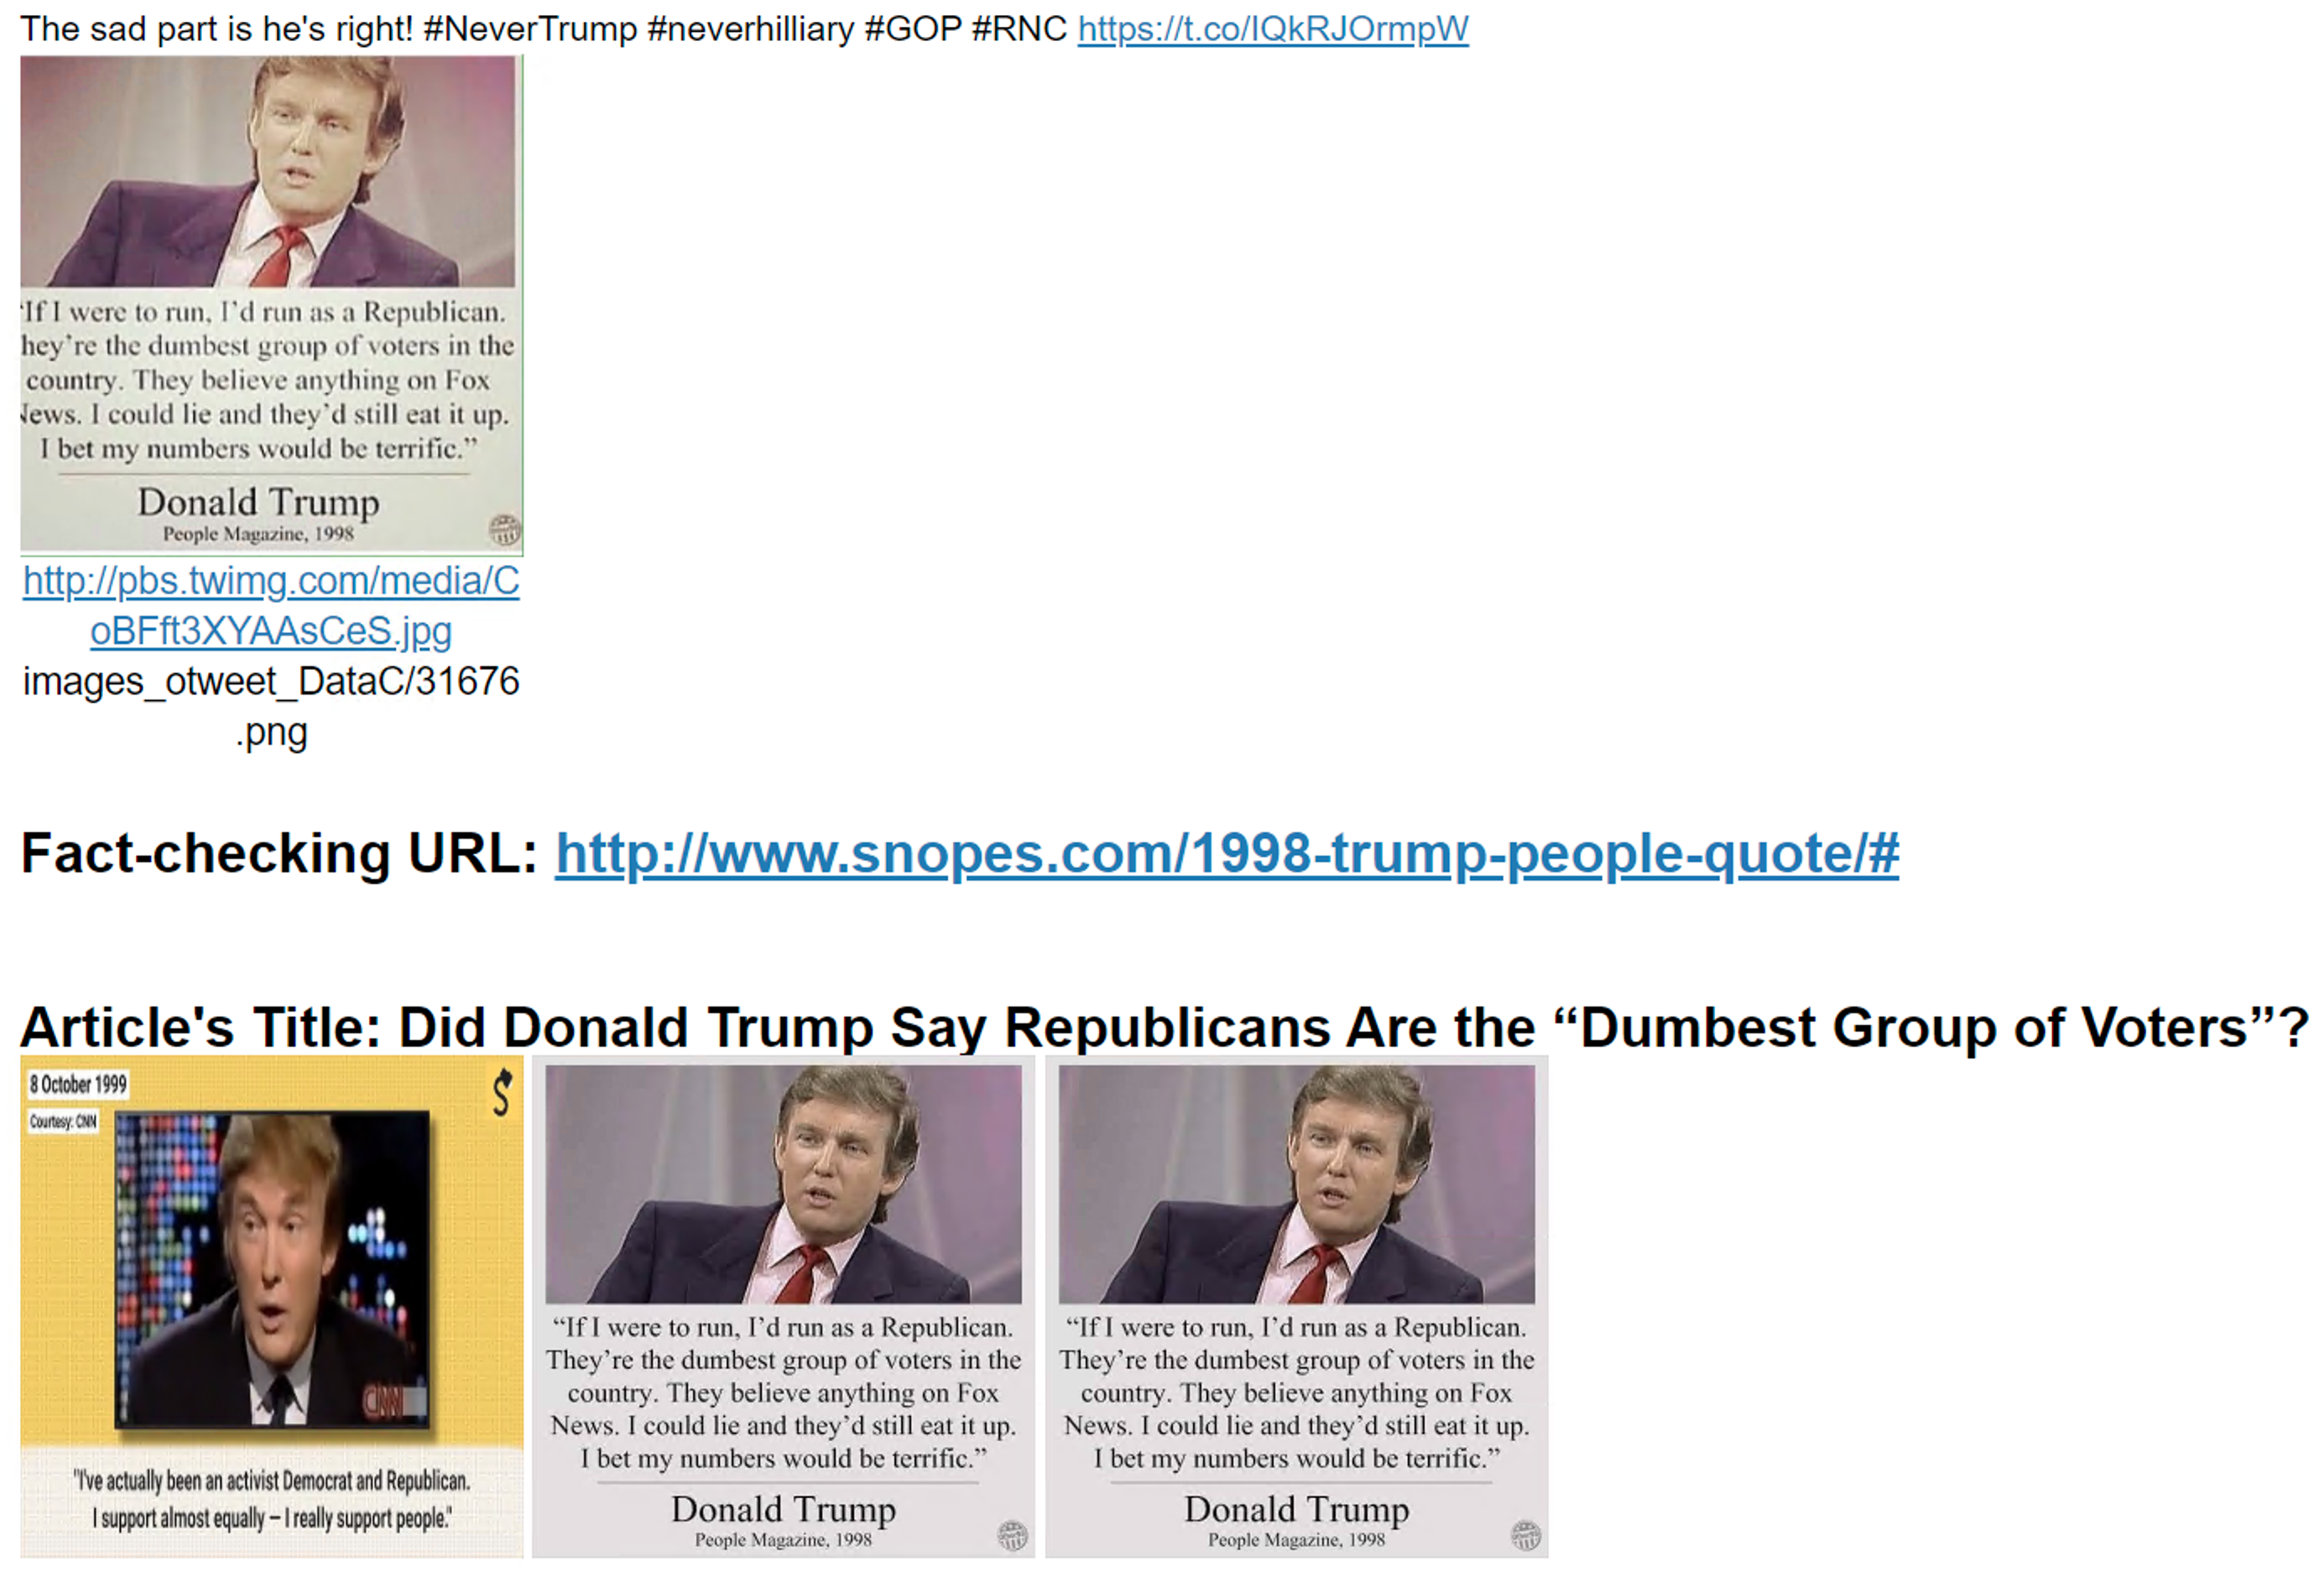 The sad part is he's right! #NeverTrump #neverhilliary #GOP #RNC https://t.co/IQkRJOrmpW
‘If I were to run, I’d run as a Republican.
hey’re the dumbest group of voters in the
country. They believe anything on Fox
News. I could lie and they’d still eat it up.
I bet my numbers would be terrific.”
Donald Trump
People Magazine, 1998
http://pbs.twimg.com/media/C
oBFft3XYAAsCeS.jpg
images_otweet_DataC/31676
.png
Fact-checking URL: http://www.snopes.com/1998-trump-people-quote/#
Article's Title: Did Donald Trump Say Republicans Are the “Dumbest Group of Voters”?
8 October 1999
Courtesy: CNN
CNN
"I've actually been an activist Democrat and Republican.
I support almost equally – I really support people."
“If I were to run, I’d run as a Republican.
They’re the dumbest group of voters in the
country. They believe anything on Fox
News. I could lie and they’d still eat it up.
I bet my numbers would be terrific.”
Donald Trump
People Magazine, 1998
“If I were to run, I’d run as a Republican.
They’re the dumbest group of voters in the
country. They believe anything on Fox
News. I could lie and they’d still eat it up.
I bet my numbers would be terrific.”
Donald Trump
People Magazine, 1998